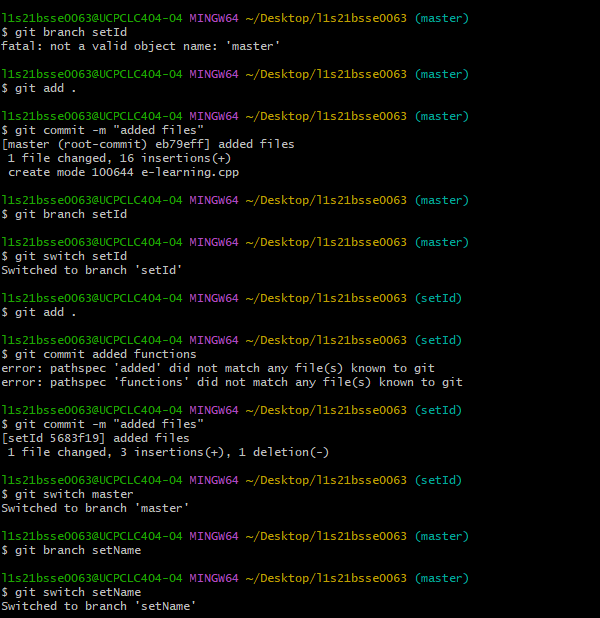 l1s21bsse0063@UCPCLC404-04 MINGW64 ~/Desktop/l1s21bsse0063 (master)
$ git branch setId
fatal: not a valid object name: 'master'
l1s21bsse0063@UCPCLC404-04 MINGW64 ~/Desktop/l1s21bsse0063 (master)
$ git add .
l1s21bsse0063@UCPCLC404-04 MINGW64 ~/Desktop/l1s21bsse0063 (master)
$ git commit -m "added files"
[master (root-commit) eb79eff] added files
 1 file changed, 16 insertions(+)
 create mode 100644 e-learning.cpp
l1s21bsse0063@UCPCLC404-04 MINGW64 ~/Desktop/l1s21bsse0063 (master)
$ git branch setId
l1s21bsse0063@UCPCLC404-04 MINGW64 ~/Desktop/l1s21bsse0063 (master)
$ git switch setId
Switched to branch 'setId'
l1s21bsse0063@UCPCLC404-04 MINGW64 ~/Desktop/l1s21bsse0063 (setId)
$ git add .
l1s21bsse0063@UCPCLC404-04 MINGW64 ~/Desktop/l1s21bsse0063 (setId)
$ git commit added functions
error: pathspec 'added' did not match any file(s) known to git
error: pathspec 'functions' did not match any file(s) known to git
l1s21bsse0063@UCPCLC404-04 MINGW64 ~/Desktop/l1s21bsse0063 (setId)
$ git commit -m "added files"
[setId 5683f19] added files
 1 file changed, 3 insertions(+), 1 deletion(-)
l1s21bsse0063@UCPCLC404-04 MINGW64 ~/Desktop/l1s21bsse0063 (setId)
$ git switch master
Switched to branch 'master'
l1s21bsse0063@UCPCLC404-04 MINGW64 ~/Desktop/l1s21bsse0063 (master)
$ git branch setName
l1s21bsse0063@UCPCLC404-04 MINGW64 ~/Desktop/l1s21bsse0063 (master)
$ git switch setName
Switched to branch 'setName'